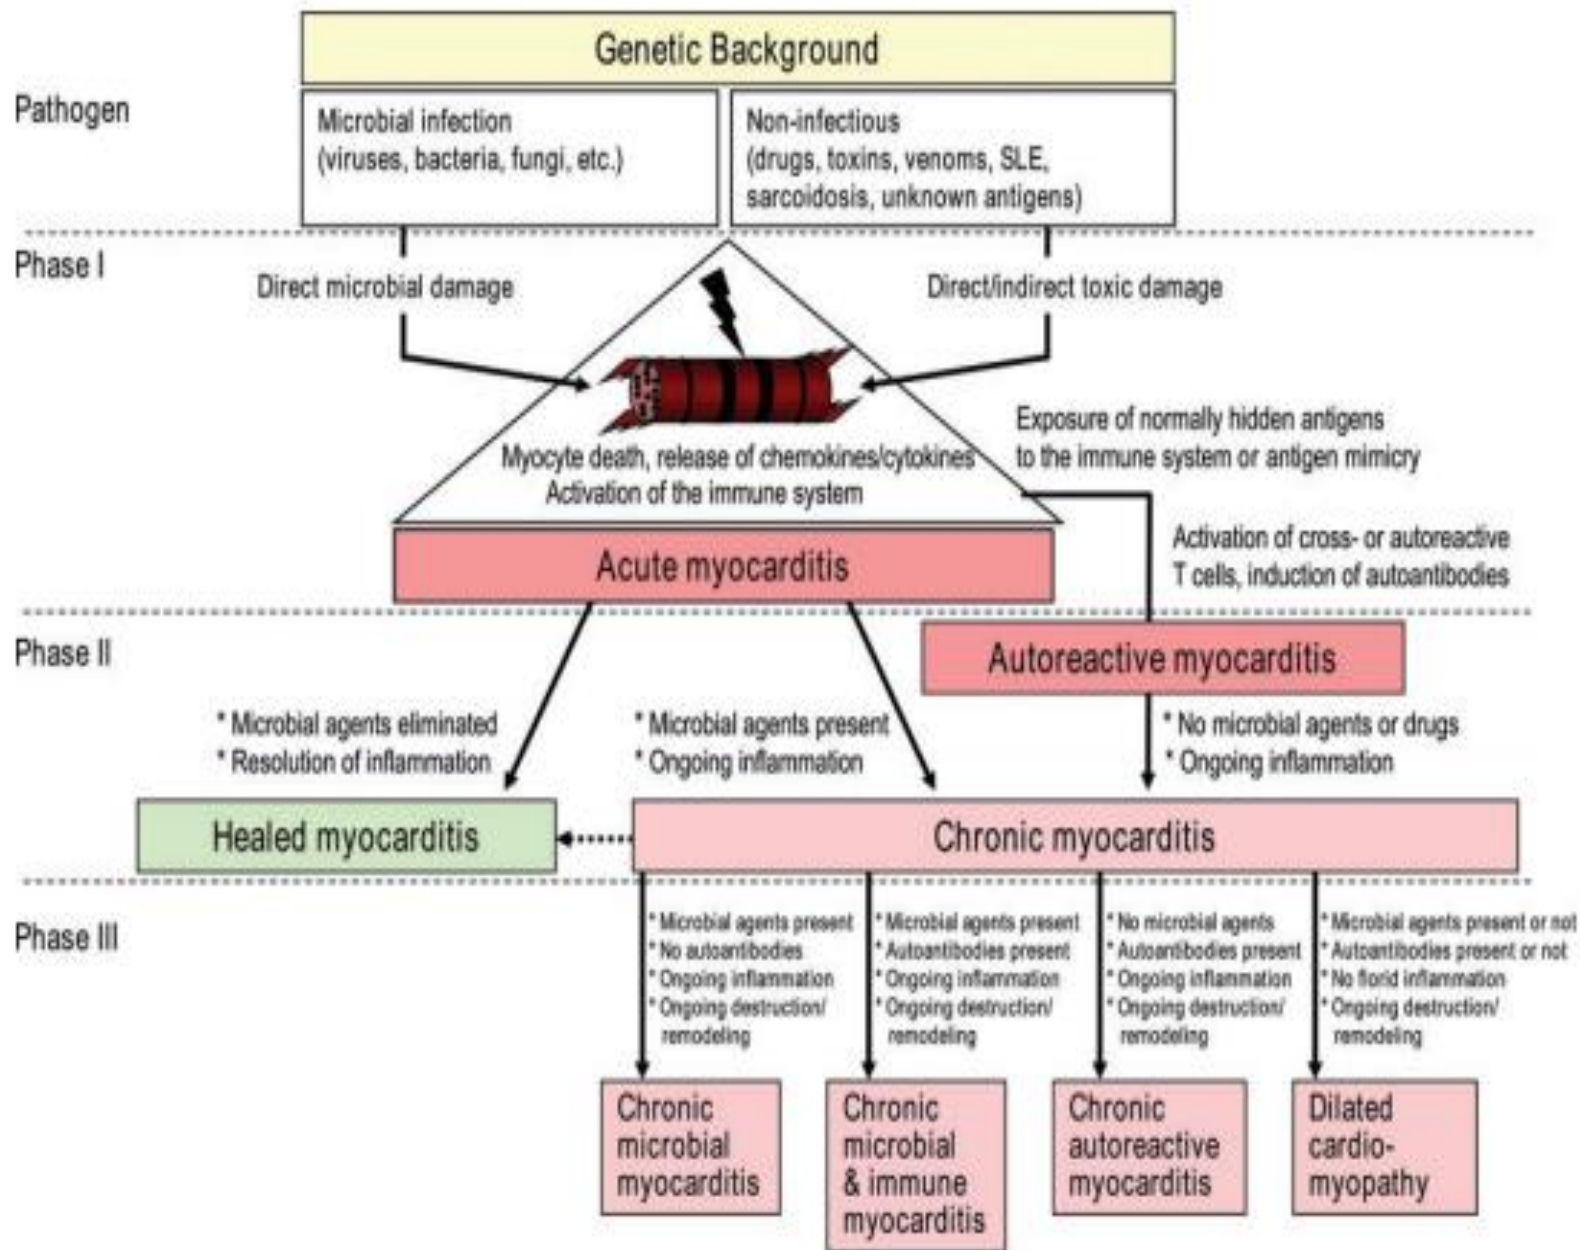 Genetic Background
Pathogen
Microbial infection
(viruses, bacteria, fungi, etc.)
Non-infectious
(drugs, toxins, venoms, SLE,
sarcoidosis, unknown antigens)
Phase I
Direct microbial damage
Direct/indirect toxic damage
Myocyte death, release of chemokines/cytokines
Activation of the immune system
Exposure of normally hidden antigens
to the immune system or antigen mimicry
Acute myocarditis
Activation of cross- or autoreactive
T cells, induction of autoantibodies
Phase II
Autoreactive myocarditis
* Microbial agents eliminated
* Resolution of inflammation
* Microbial agents present
* Ongoing inflammation
* No microbial agents or drugs
* Ongoing inflammation
Healed myocarditis
Chronic myocarditis
Phase III
* Microbial agents present
* No autoantibodies
* Ongoing inflammation
* Ongoing destruction/
remodeling
* Microbial agents present
* Autoantibodies present
* Ongoing inflammation
* Ongoing destruction/
remodeling
* No microbial agents
* Autoantibodies present
* Ongoing inflammation
* Ongoing destruction/
remodeling
* Microbial agents present or not
* Autoantibodies present or not
* No florid inflammation
* Ongoing destruction/
remodeling
Chronic
microbial
myocarditis
Chronic
microbial
& immune
myocarditis
Chronic
autoreactive
myocarditis
Dilated
cardio-
myopathy